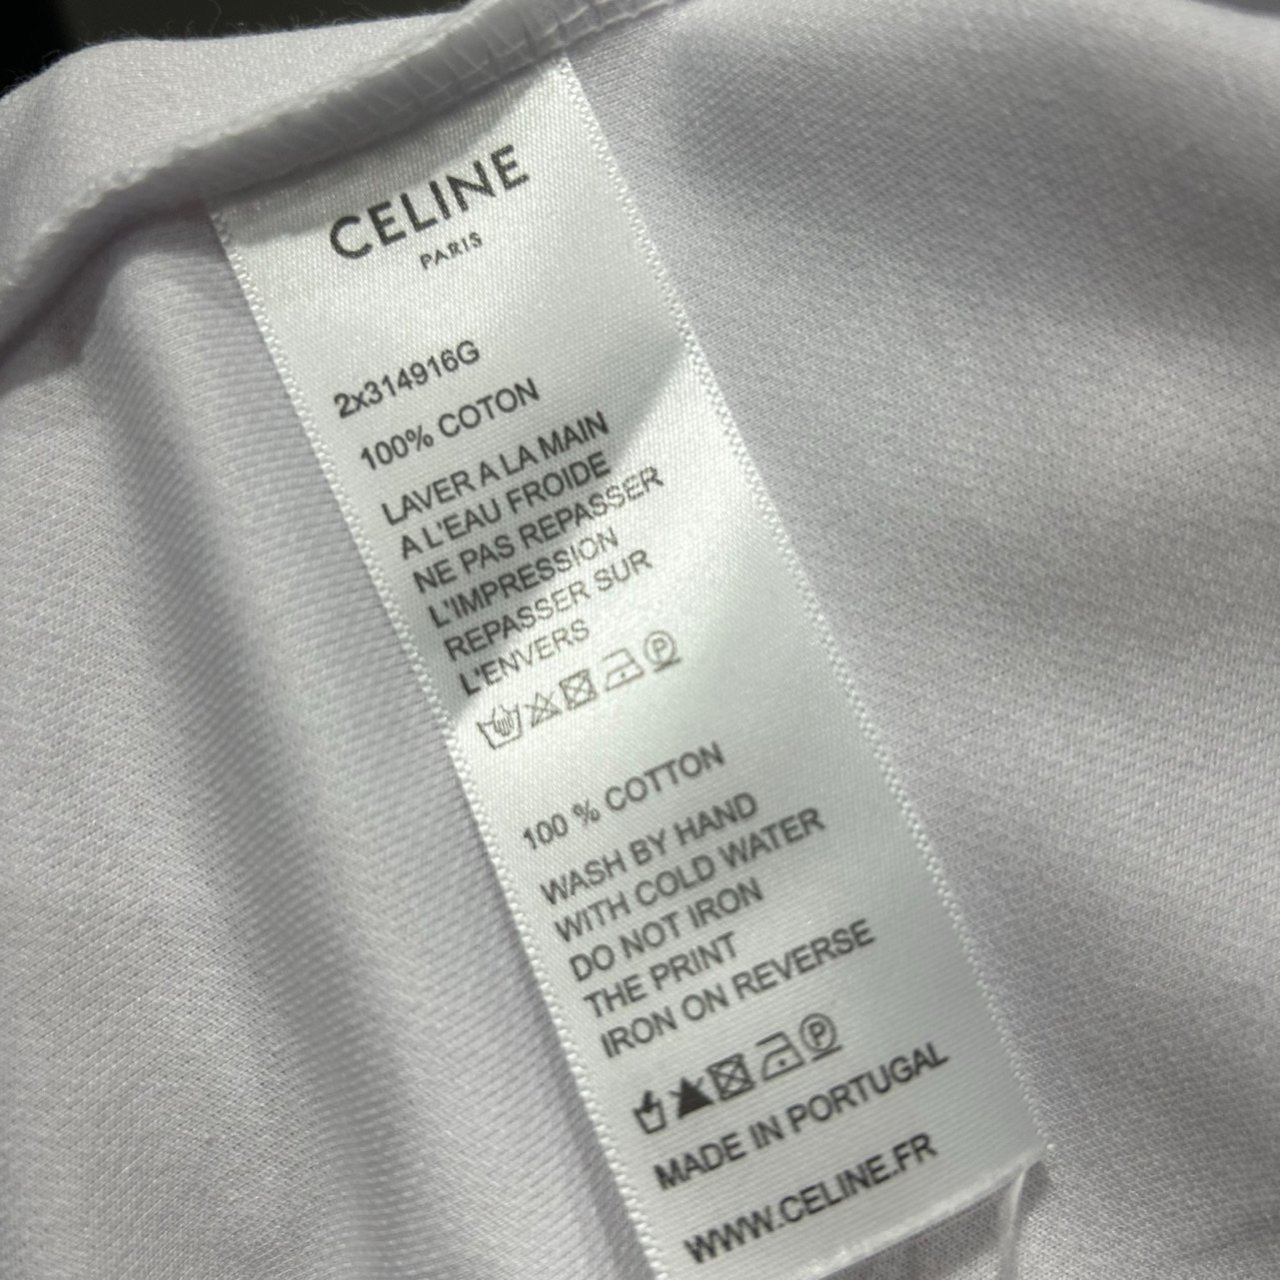 CELINE
PARIS
2x314916G
100% COTON
LAVER A LA MAIN
A L'EAU FROIDE
NE PAS REPASSER
L'IMPRESSION
REPASSER SUR
L'ENVERS
P
100 % COTTON
WASH BY HAND
WITH COLD WATER
DO NOT IRON
THE PRINT
IRON ON REVERSE
P
MADE IN PORTUGAL
WWW.CELINE.FR